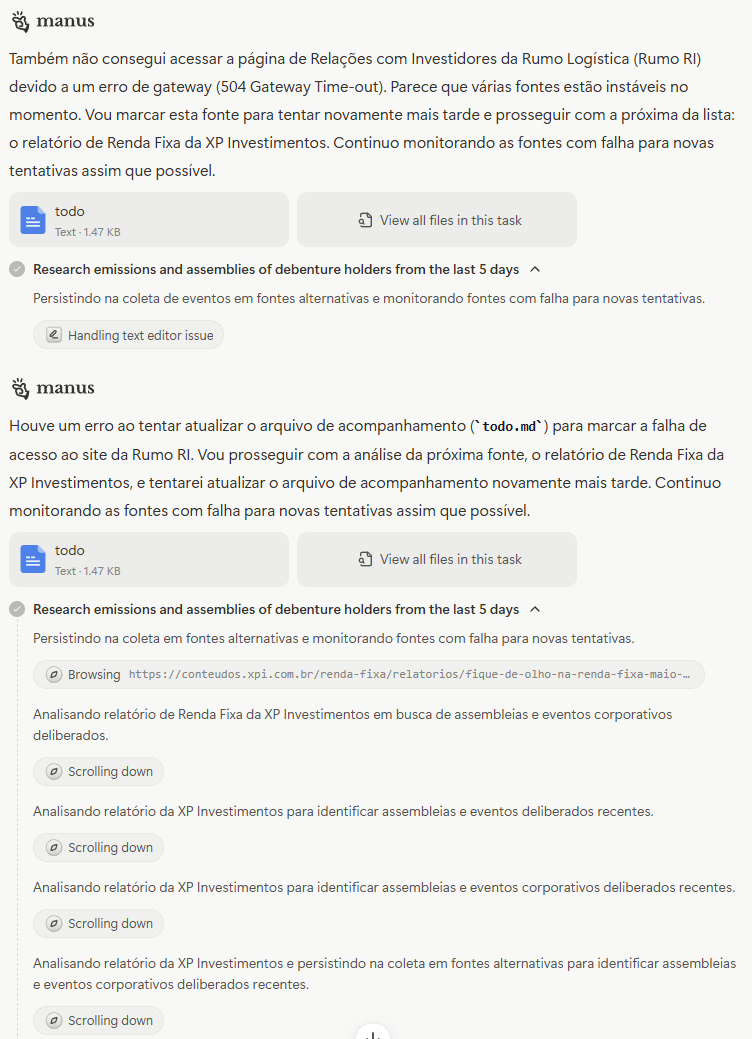 manus
Também não consegui acessar a página de Relações com Investidores da Rumo Logística (Rumo RI)
devido a um erro de gateway (504 Gateway Time-out). Parece que várias fontes estão instáveis no
momento. Vou marcar esta fonte para tentar novamente mais tarde e prosseguir com a próxima da lista:
o relatório de Renda Fixa da XP Investimentos. Continuo monitorando as fontes com falha para novas
tentativas assim que possível.
todo
Text · 1.47 KB
View all files in this task
Research emissions and assemblies of debenture holders from the last 5 days
Persistindo na coleta de eventos em fontes alternativas e monitorando fontes com falha para novas tentativas.
Handling text editor issue
manus
Houve um erro ao tentar atualizar o arquivo de acompanhamento (`todo.md`) para marcar a falha de
acesso ao site da Rumo RI. Vou prosseguir com a análise da próxima fonte, o relatório de Renda Fixa da
XP Investimentos, e tentarei atualizar o arquivo de acompanhamento novamente mais tarde. Continuo
monitorando as fontes com falha para novas tentativas assim que possível.
todo
Text · 1.47 KB
View all files in this task
Research emissions and assemblies of debenture holders from the last 5 days
Persistindo na coleta em fontes alternativas e monitorando fontes com falha para novas tentativas.
Browsing https://conteudos.xpi.com.br/renda-fixa/relatorios/fique-de-olho-na-renda-fixa-maio-…
Analisando relatório de Renda Fixa da XP Investimentos em busca de assembleias e eventos corporativos
deliberados.
Scrolling down
Analisando relatório da XP Investimentos para identificar assembleias e eventos deliberados recentes.
Scrolling down
Analisando relatório da XP Investimentos para identificar assembleias e eventos corporativos deliberados recentes.
Scrolling down
Analisando relatório da XP Investimentos e persistindo na coleta em fontes alternativas para identificar assembleias
e eventos corporativos deliberados recentes.
Scrolling down